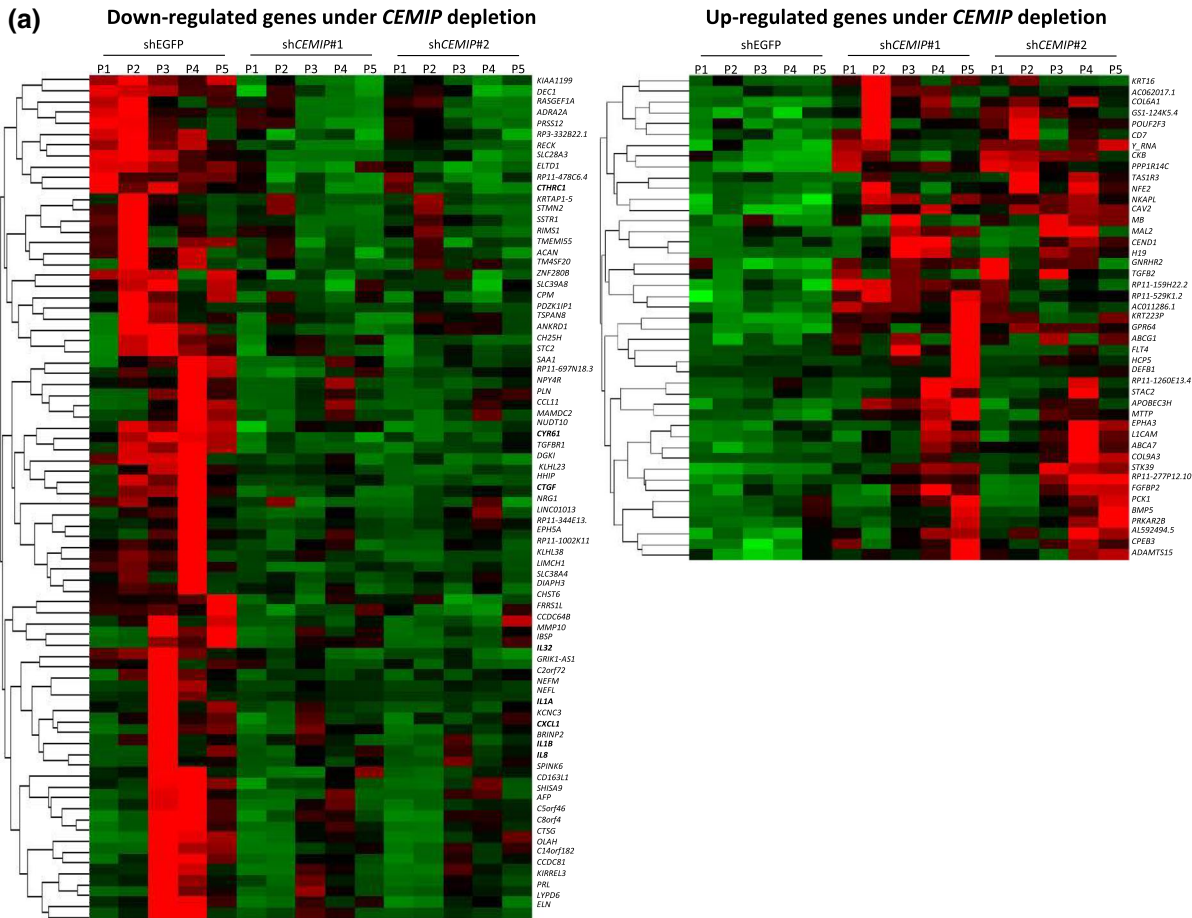 (a)
Down-regulated genes under CEMIP depletion
shEGFP shCEMIP#1 shCEMIP#2
P1 P2 P3 P4 P5 P1 P2 P3 P4 P5 P1 P2 P3 P4 P5
KIAA1199
DEC1
RASGEF1A
ADRA2A
PRSS12
RP3-332B22.1
RECK
SLC28A3
ELTD1
RP11-478C6.4
CTHRC1
KRTAP1-5
STMN2
SSTR1
RIMS1
TMEMI55
ACAN
TM4SF20
ZNF280B
SLC39A8
CPM
PDZK1IP1
TSPAN8
ANKRD1
CH25H
STC2
SAA1
RP11-697N18.3
NPY4R
PLN
CCL11
MAMDC2
NUDT10
CYR61
TGFBR1
DGKI
KLHL23
HHIP
CTGF
NRG1
LINC01013
RP11-344E13.
EPH5A
RP11-1002K11
KLHL38
LIMCH1
SLC38A4
DIAPH3
CHST6
FRRS1L
CCDC64B
MMP10
IBSP
IL32
GRIK1-AS1
C2orf72
NEFM
NEFL
IL1A
KCNC3
CXCL1
BRINP2
IL1B
IL8
SPINK6
CD163L1
SHISA9
AFP
C5orf46
C8orf4
CTSG
OLAH
C14orf182
CCDC81
KIRREL3
PRL
LYPD6
ELN
Up-regulated genes under CEMIP depletion
shEGFP shCEMIP#1 shCEMIP#2
P1 P2 P3 P4 P5 P1 P2 P3 P4 P5 P1 P2 P3 P4 P5
KRT16
AC062017.1
COL6A1
GS1-124K5.4
POUF2F3
CD7
Y_RNA
CKB
PPP1R14C
TAS1R3
NFE2
NKAPL
CAV2
MB
MAL2
CEND1
H19
GNRHR2
TGFB2
RP11-159H22.2
RP11-529K1.2
AC011286.1
KRT223P
GPR64
ABCG1
FLT4
HCP5
DEFB1
RP11-1260E13.4
STAC2
APOBEC3H
MTTP
EPHA3
L1CAM
ABCA7
COL9A3
STK39
RP11-277P12.10
FGFBP2
PCK1
BMP5
PRKAR2B
AL592494.5
CPEB3
ADAMTS15